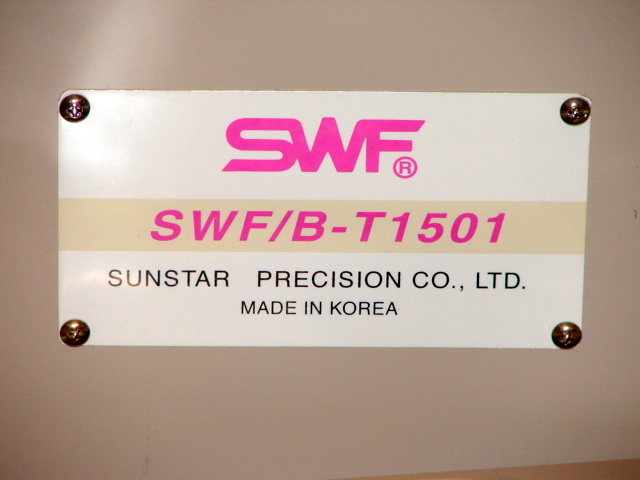 SWF®
SWF/B-T1501
SUNSTAR PRECISION CO., LTD.
MADE IN KOREA